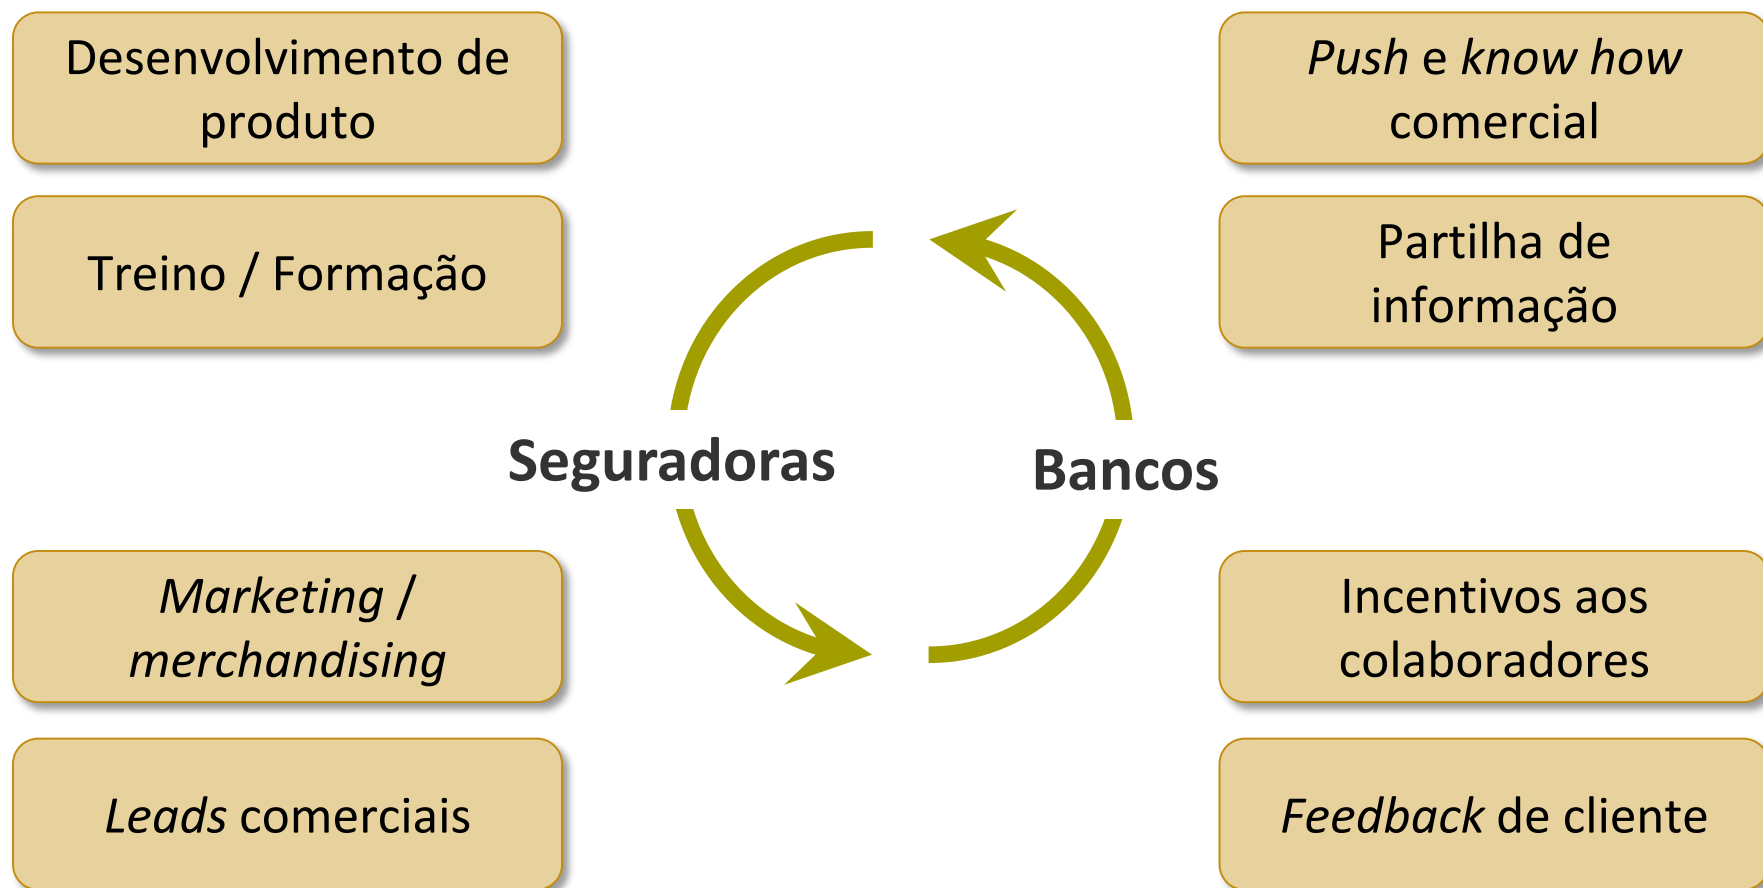 Desenvolvimento de
produto
Treino / Formação
Push e know how
comercial
Partilha de
informação
Seguradoras
Bancos
Marketing /
merchandising
Leads comerciais
Incentivos aos
colaboradores
Feedback de cliente